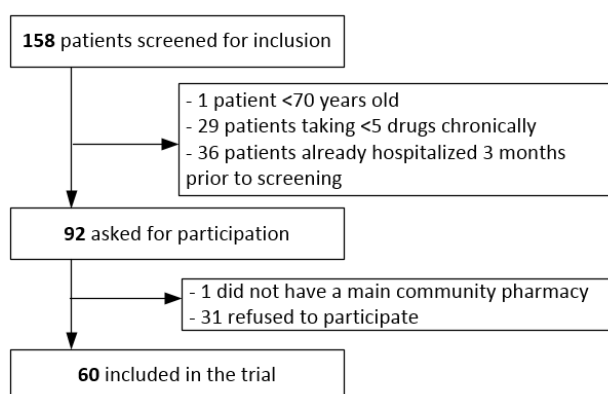 158 patients screened for inclusion
- 1 patient <70 years old
- 29 patients taking <5 drugs chronically
- 36 patients already hospitalized 3 months
prior to screening
92 asked for participation
- 1 did not have a main community pharmacy
- 31 refused to participate
60 included in the trial